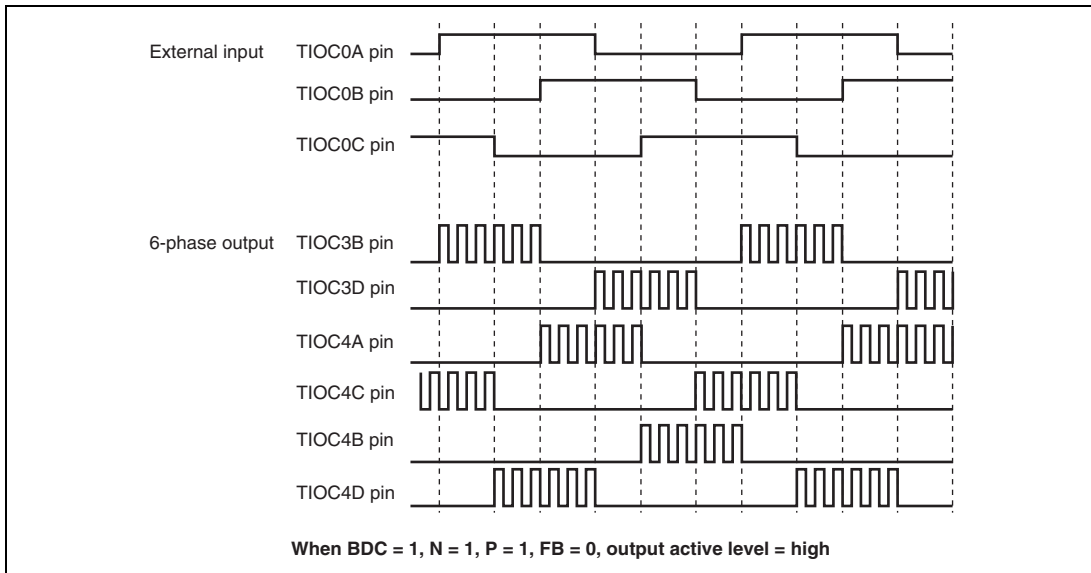 External input TIOC0A pin
TIOC0B pin
TIOC0C pin
6-phase output TIOC3B pin
TIOC3D pin
TIOC4A pin
TIOC4C pin
TIOC4B pin
TIOC4D pin
When BDC = 1, N = 1, P = 1, FB = 0, output active level = high